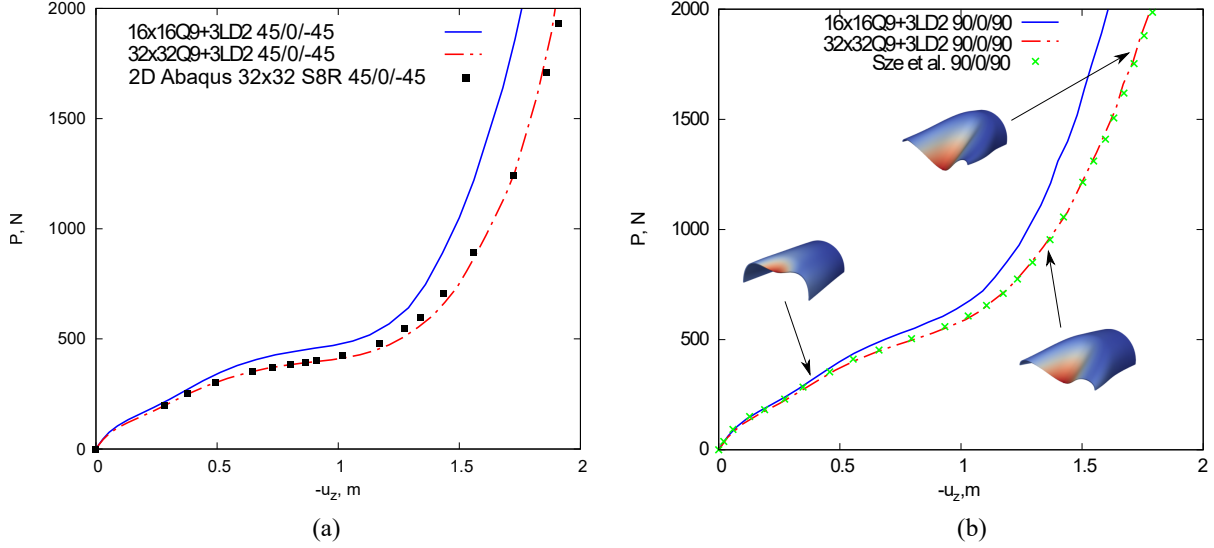 2000
1500
1000
500
0
P, N
16x16Q9+3LD2 45/0/-45
32x32Q9+3LD2 45/0/-45
2D Abaqus 32x32 S8R 45/0/-45
0 0.5 1 1.5 2
-uz, m
(a)
2000
1500
1000
500
0
P, N
16x16Q9+3LD2 90/0/90
32x32Q9+3LD2 90/0/90
Sze et al. 90/0/90
0 0.5 1 1.5 2
-uz,m
(b)